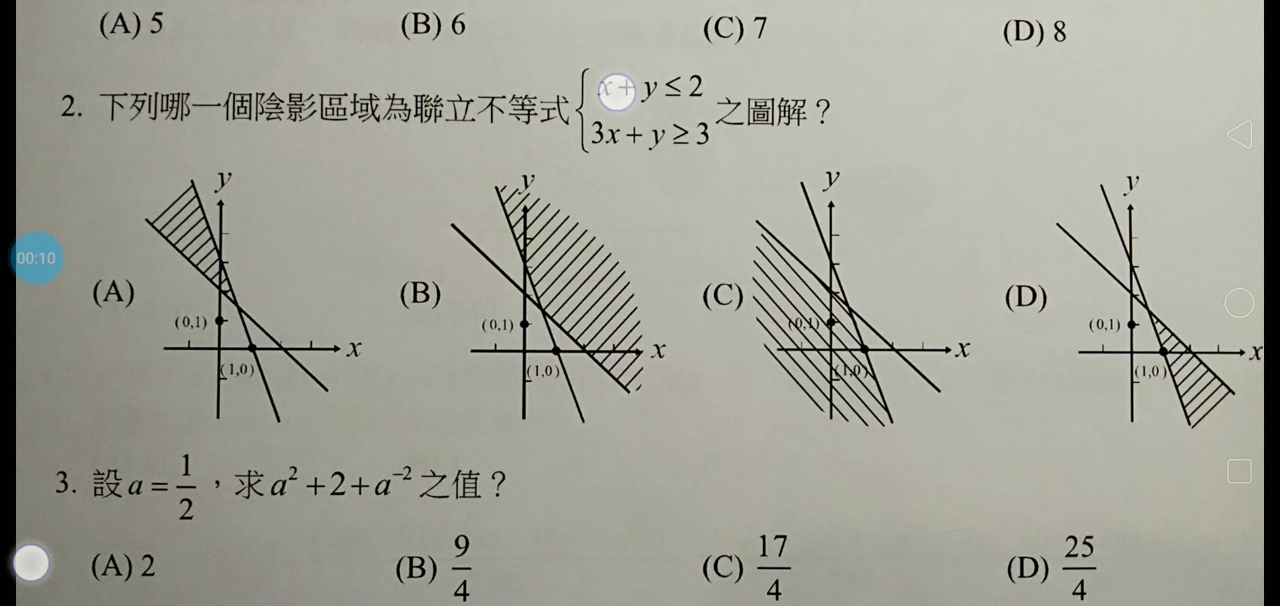 (A) 5 (B) 6 (C) 7 (D) 8
2. 下列哪一個陰影區域為聯立不等式 { x + y ≤ 2 之圖解？
3x + y ≥ 3
y y y y
00:10
(A) (B) (C) (D)
(0,1) (0,1) (0,1) (0,1)
x x x x
(1,0) (1,0) (1,0) (1,0)
3. 設 a = 1/2 ，求 a² + 2 + a⁻² 之值？
(A) 2 (B) 9/4 (C) 17/4 (D) 25/4